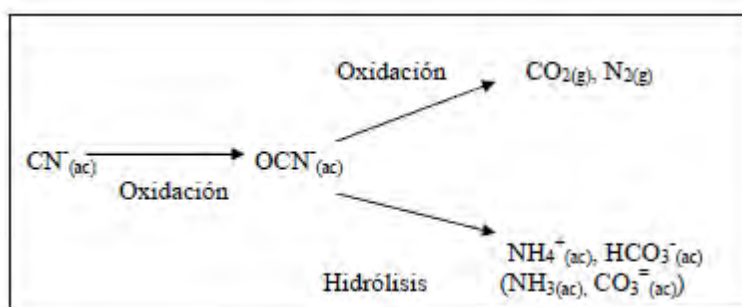 Oxidación
CO₂(g), N₂(g)
CN⁻(ac)
OCN⁻(ac)
Oxidación
NH₄⁺(ac), HCO₃⁻(ac)
Hidrólisis
(NH₃(ac), CO₃⁼(ac))